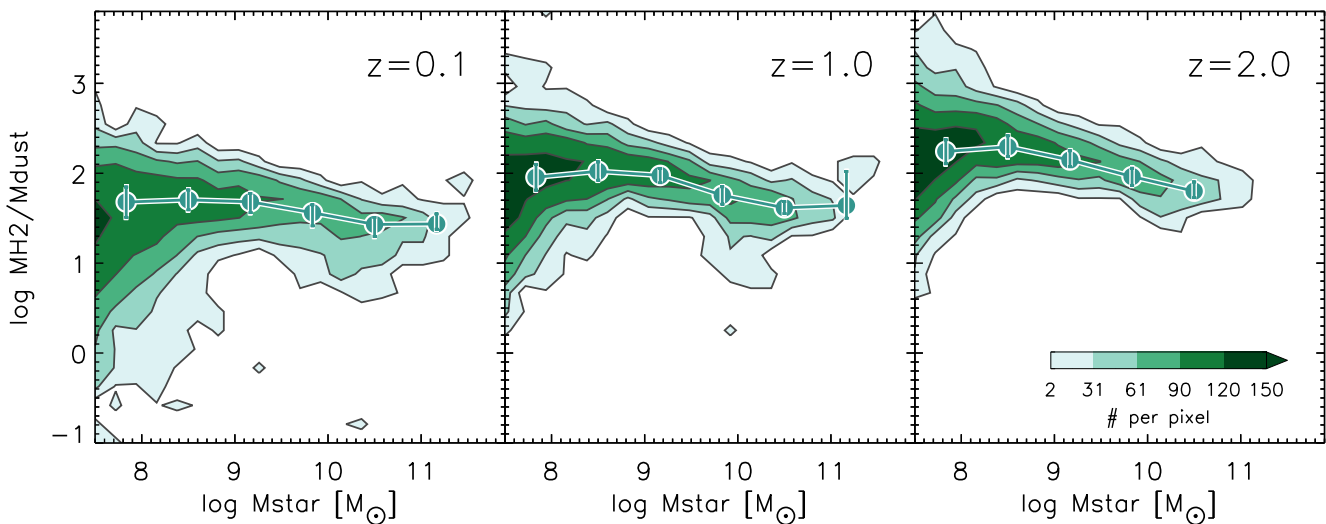 z=0.1 z=1.0 z=2.0
log MH2/Mdust
3
2
1
0
−1
2 31 61 90 120 150
# per pixel
8 9 10 11 8 9 10 11 8 9 10 11
log Mstar [M⊙] log Mstar [M⊙] log Mstar [M⊙]